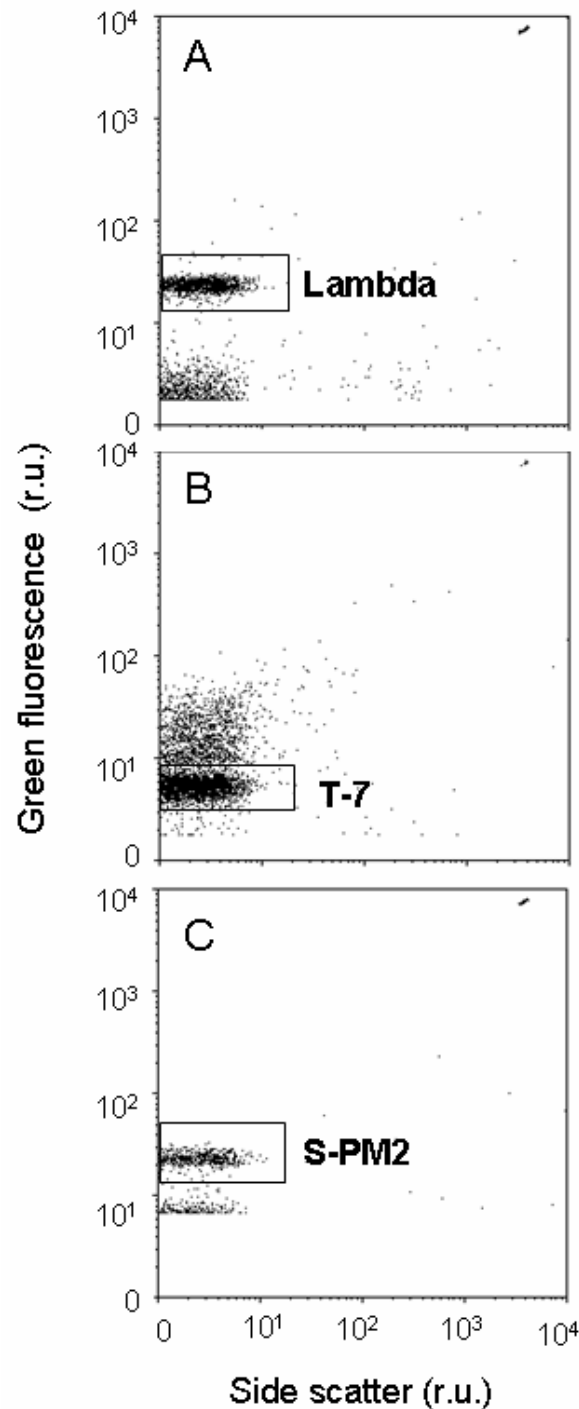 Green fluorescence (r.u.)
A
10⁴
10³
10²
10¹
0
Lambda
B
10⁴
10³
10²
10¹
0
T-7
C
10⁴
10³
10²
10¹
0
S-PM2
0 10¹ 10² 10³ 10⁴
Side scatter (r.u.)